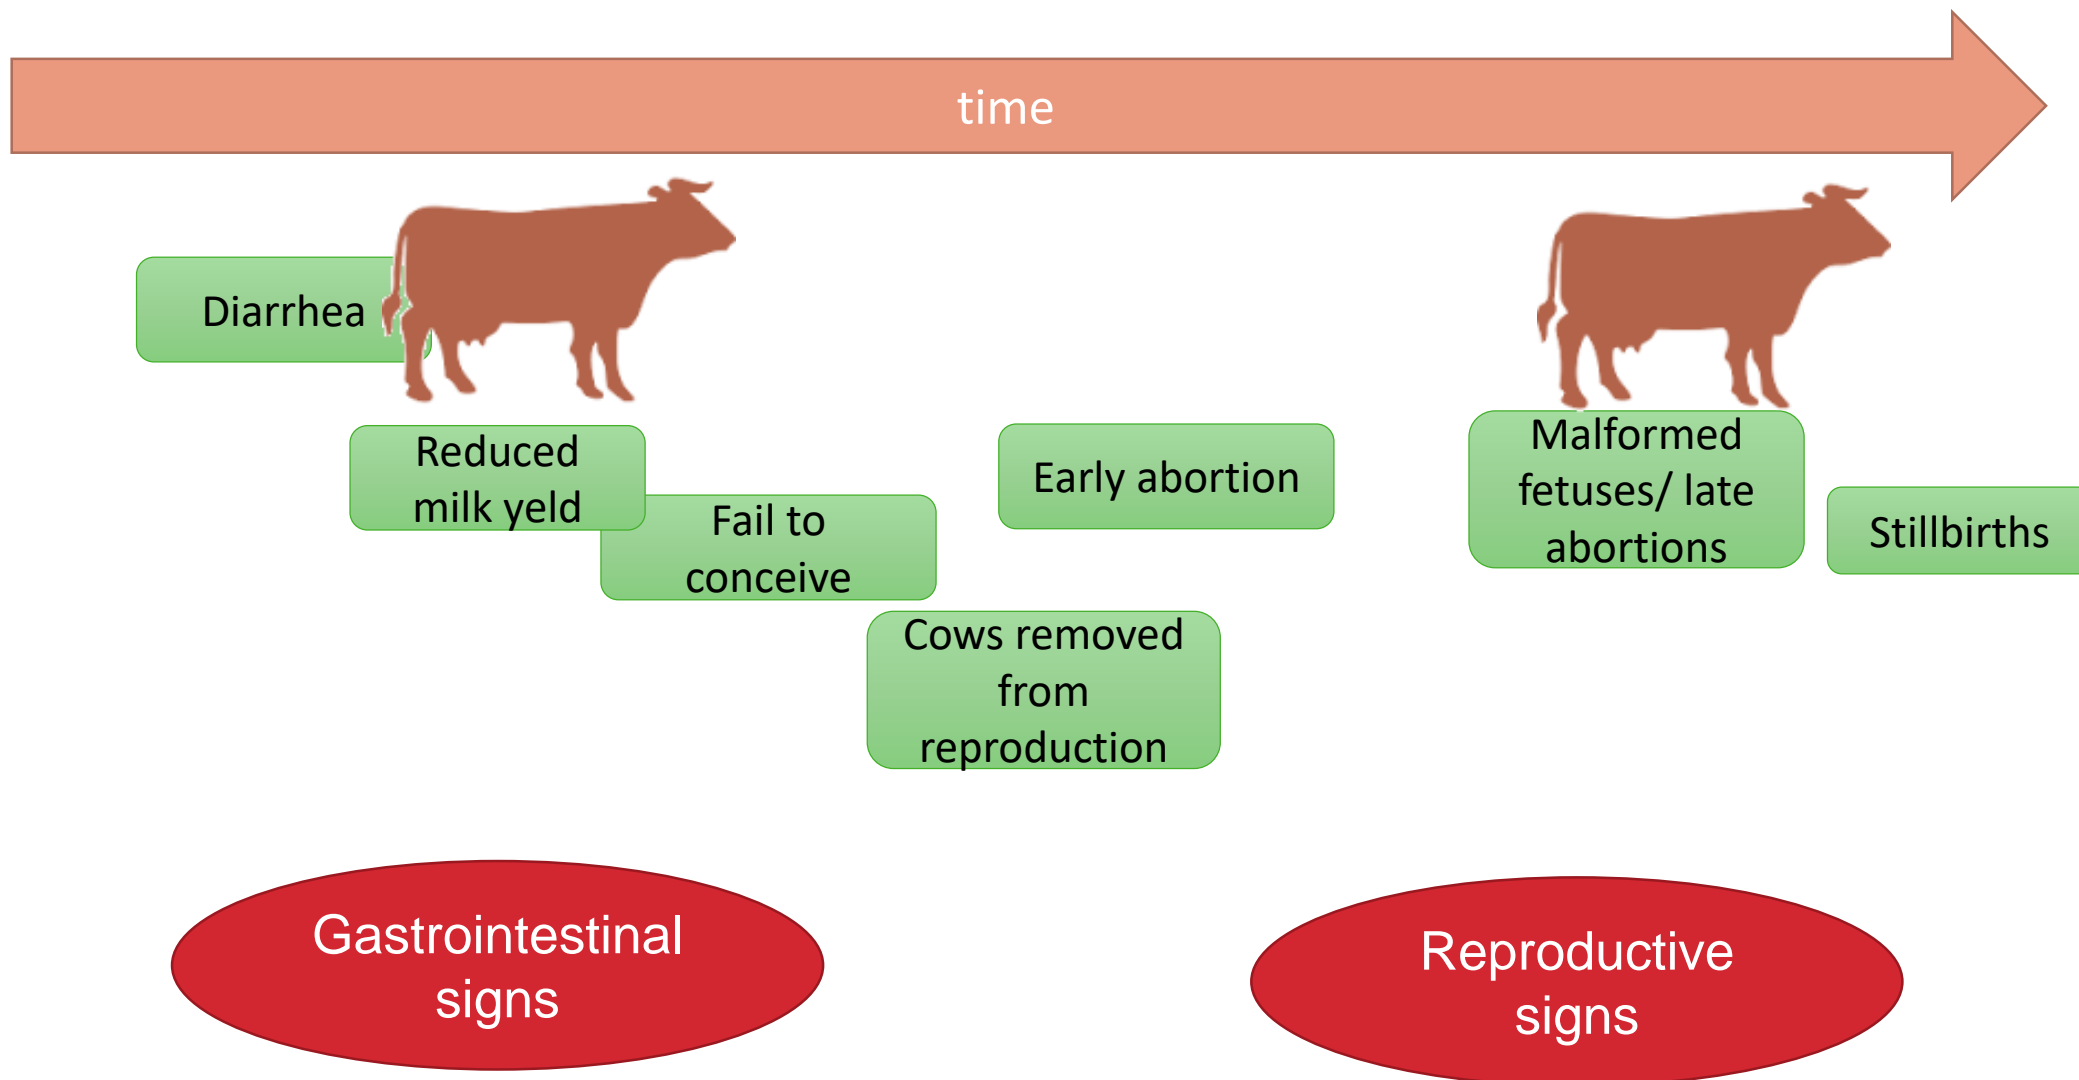 time
Diarrhea
Reduced
milk yeld
Fail to
conceive
Cows removed
from
reproduction
Early abortion
Malformed
fetuses/ late
abortions
Stillbirths
Gastrointestinal
signs
Reproductive
signs